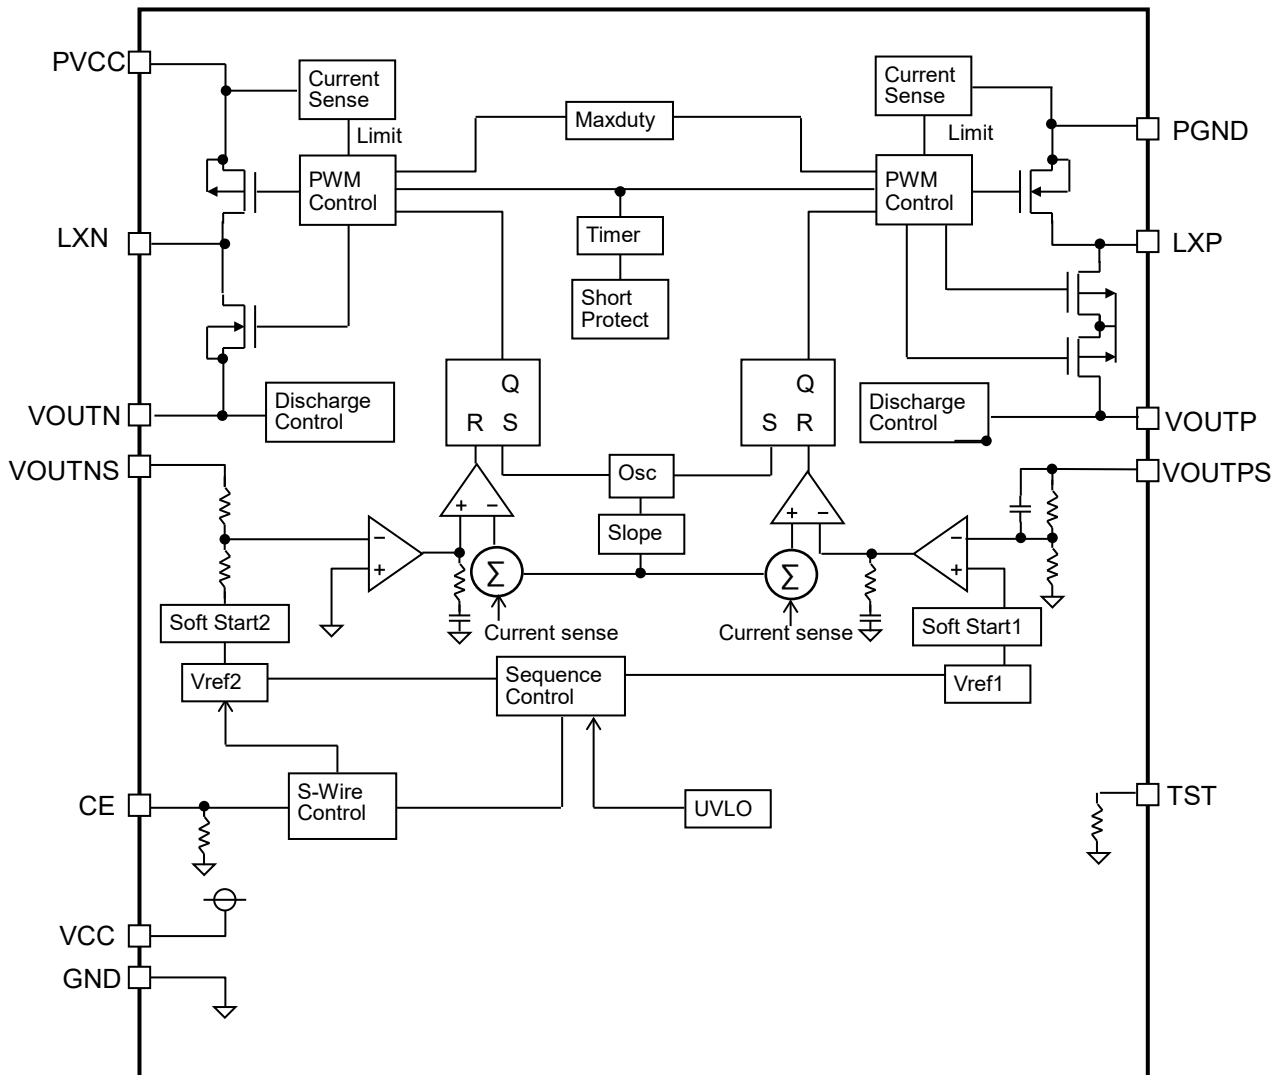 PVCC
Current
Sense
Limit
Maxduty
Current
Sense
Limit
PGND
PWM
Control
PWM
Control
LXN
Timer
LXP
Short
Protect
Q
R S
Q
S R
Discharge
Control
Discharge
Control
VOUTN
VOUTP
VOUTNS
Osc
VOUTPS
+ −
+ −
Slope
−
+
−
+
Σ
Σ
Soft Start2
Current sense
Current sense
Soft Start1
Vref2
Sequence
Control
Vref1
CE
S-Wire
Control
UVLO
TST
VCC
GND